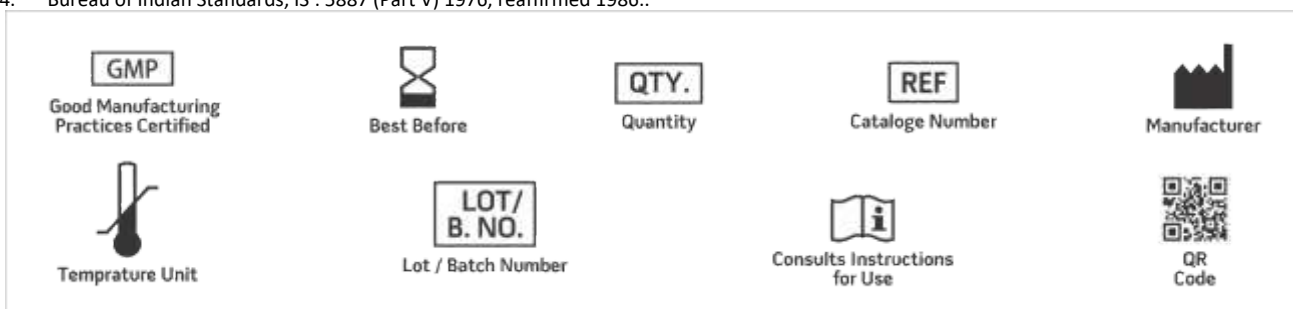 4. Bureau of Indian Standards, IS : 5887 (Part V) 1976, reaffirmed 1986..
GMP
Good Manufacturing
Practices Certified
Best Before
QTY.
Quantity
REF
Cataloge Number
Manufacturer
Temprature Unit
LOT/
B. NO.
Lot / Batch Number
i
Consults Instructions
for Use
QR
Code